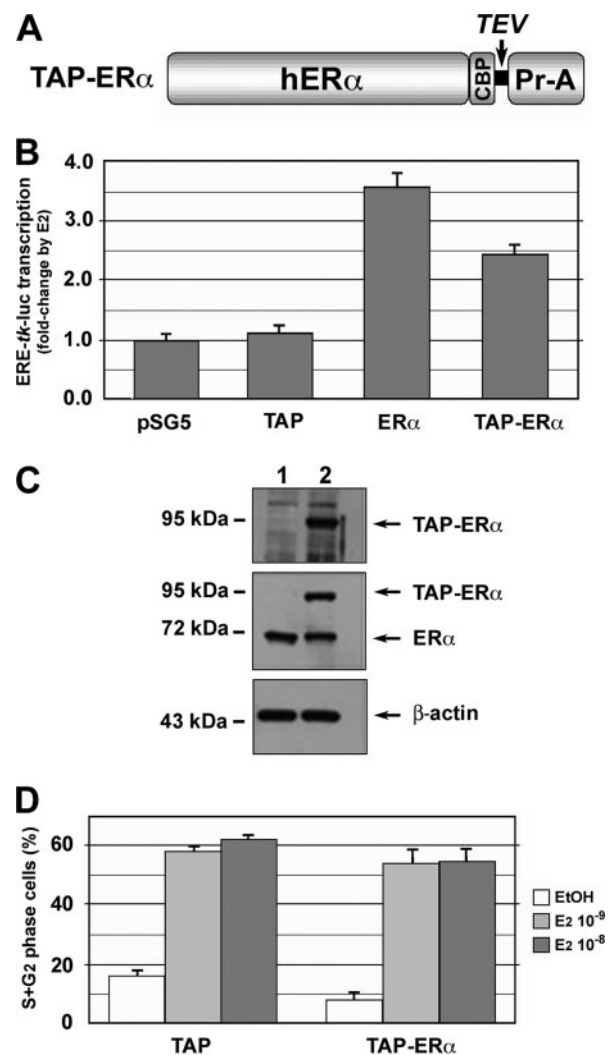 A
TEV
TAP-ERα hERα CBP Pr-A
B
ERE-tk-luc transcription
(fold-change by E2)
4.0
3.0
2.0
1.0
0.0
pSG5 TAP ERα TAP-ERα
C
1 2
95 kDa TAP-ERα
95 kDa TAP-ERα
72 kDa ERα
43 kDa β-actin
D
S+G2 phase cells (%)
60
40
20
0
TAP TAP-ERα
EtOH
E2 10-9
E2 10-8